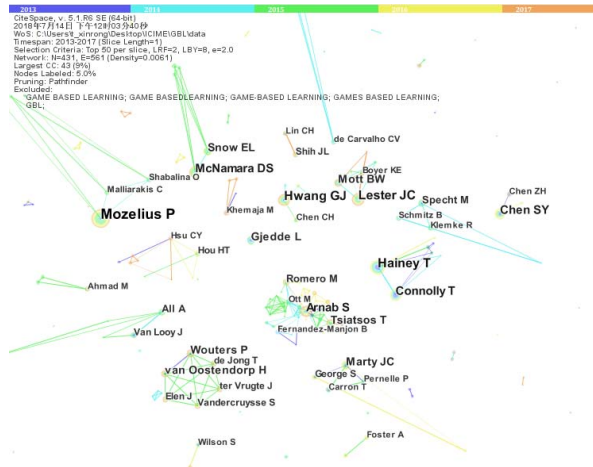 2013 2014 2015 2016 2017
CiteSpace, v. 5.1.R6 SE (64-bit)
2018年7月14日 下午12时03分40秒
WoS: C:\Users\t_xinrong\Desktop\ICIME\GBL\data
Timespan: 2013-2017 (Slice Length=1)
Selection Criteria: Top 50 per slice, LRF=2, LBY=8, e=2.0
Network: N=431, E=561 (Density=0.0061)
Largest CC: 43 (9%)
Nodes Labeled: 5.0%
Pruning: Pathfinder
Excluded:
"GAME BASED LEARNING; GAME BASEDLEARNING; GAME-BASED LEARNING; GAMES BASED LEARNING;
GBL;
Lin CH
de Carvalho CV
Snow EL
Shih JL
McNamara DS
Boyer KE
Shabalina O
Mott BW
Malliarakis C
Hwang GJ
Lester JC
Chen ZH
Specht M
Mozelius P
Khemaja M
Chen CH
Schmitz B
Chen SY
Klemke R
Hsu CY
Gjedde L
Hou HT
Hainey T
Ahmad M
Romero M
Connolly T
Ott M
All A
Arnab S
Tsiatsos T
Van Looy J
Fernandez-Manjon B
Wouters P
de Jong T
Marty JC
van Oostendorp H
George S
Pernelle P
ter Vrugte J
Carron T
Elen J
Vandercruysse S
Foster A
Wilson S